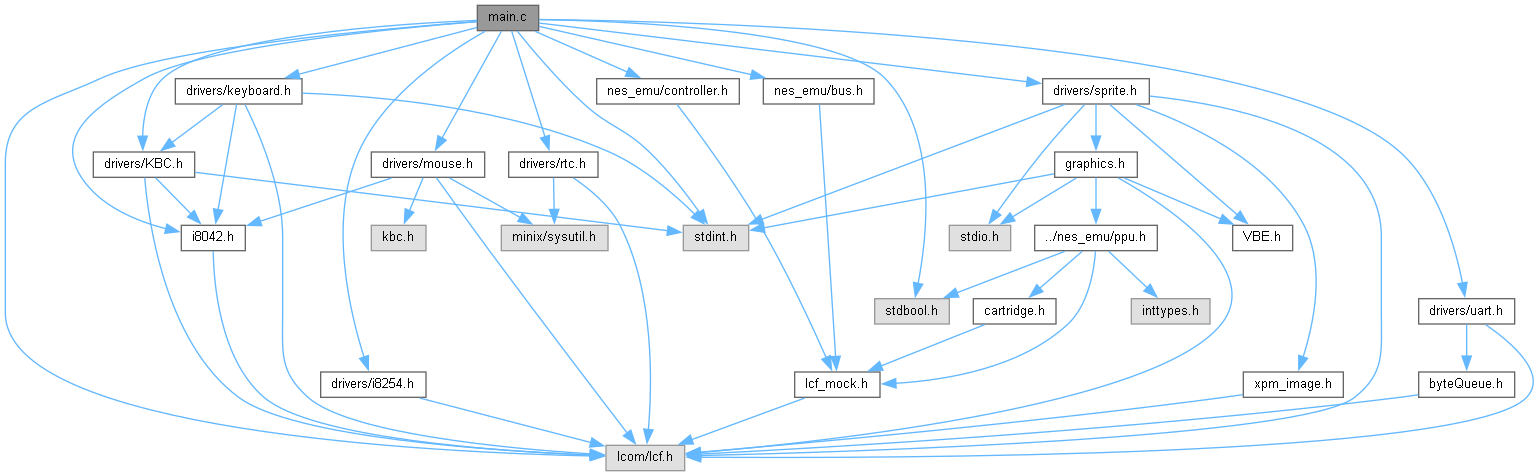 main.c
drivers/keyboard.h
nes_emu/controller.h
nes_emu/bus.h
drivers/sprite.h
drivers/KBC.h
drivers/mouse.h
drivers/rtc.h
graphics.h
i8042.h
kbc.h
minix/sysutil.h
stdint.h
stdio.h
../nes_emu/ppu.h
VBE.h
stdbool.h
cartridge.h
inttypes.h
drivers/uart.h
drivers/i8254.h
lcf_mock.h
xpm_image.h
byteQueue.h
lcom/lcf.h